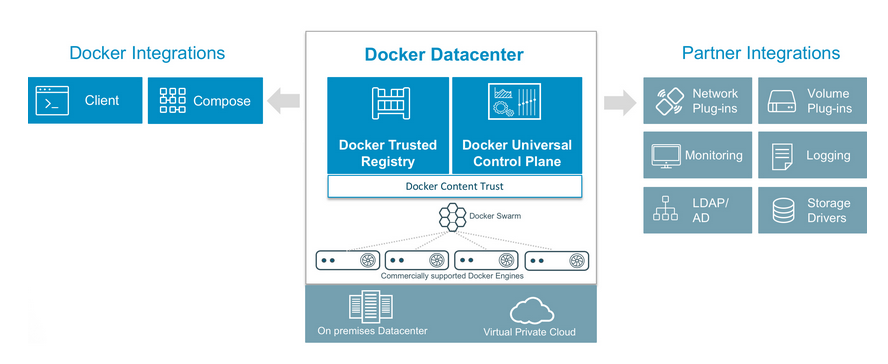 Docker Integrations
Client
Compose
Docker Datacenter
Docker Trusted
Registry
Docker Universal
Control Plane
Docker Content Trust
Docker Swarm
Commercially supported Docker Engines
On premises Datacenter
Virtual Private Cloud
Partner Integrations
Network
Plug-ins
Volume
Plug-ins
Monitoring
Logging
LDAP/
AD
Storage
Drivers